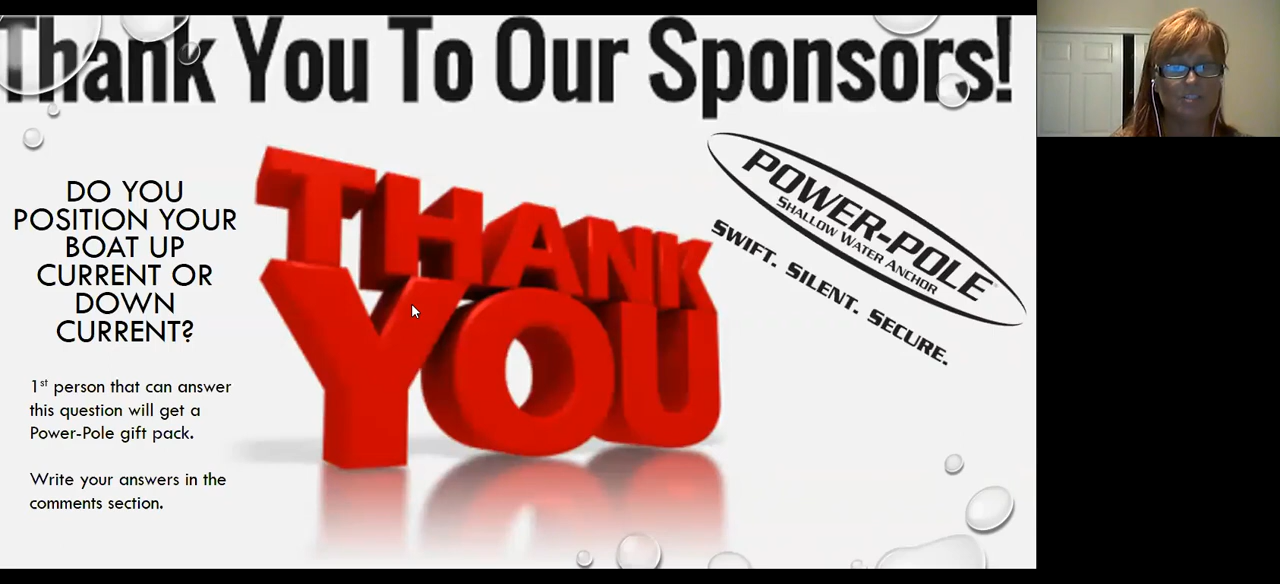 Thank You To Our Sponsors!
DO YOU
POSITION YOUR
BOAT UP
CURRENT OR
DOWN
CURRENT?
1st person that can answer
this question will get a
Power-Pole gift pack.
Write your answers in the
comments section.
THANK
YOU
POWER-POLE
SHALLOW WATER ANCHOR
SWIFT. SILENT. SECURE.